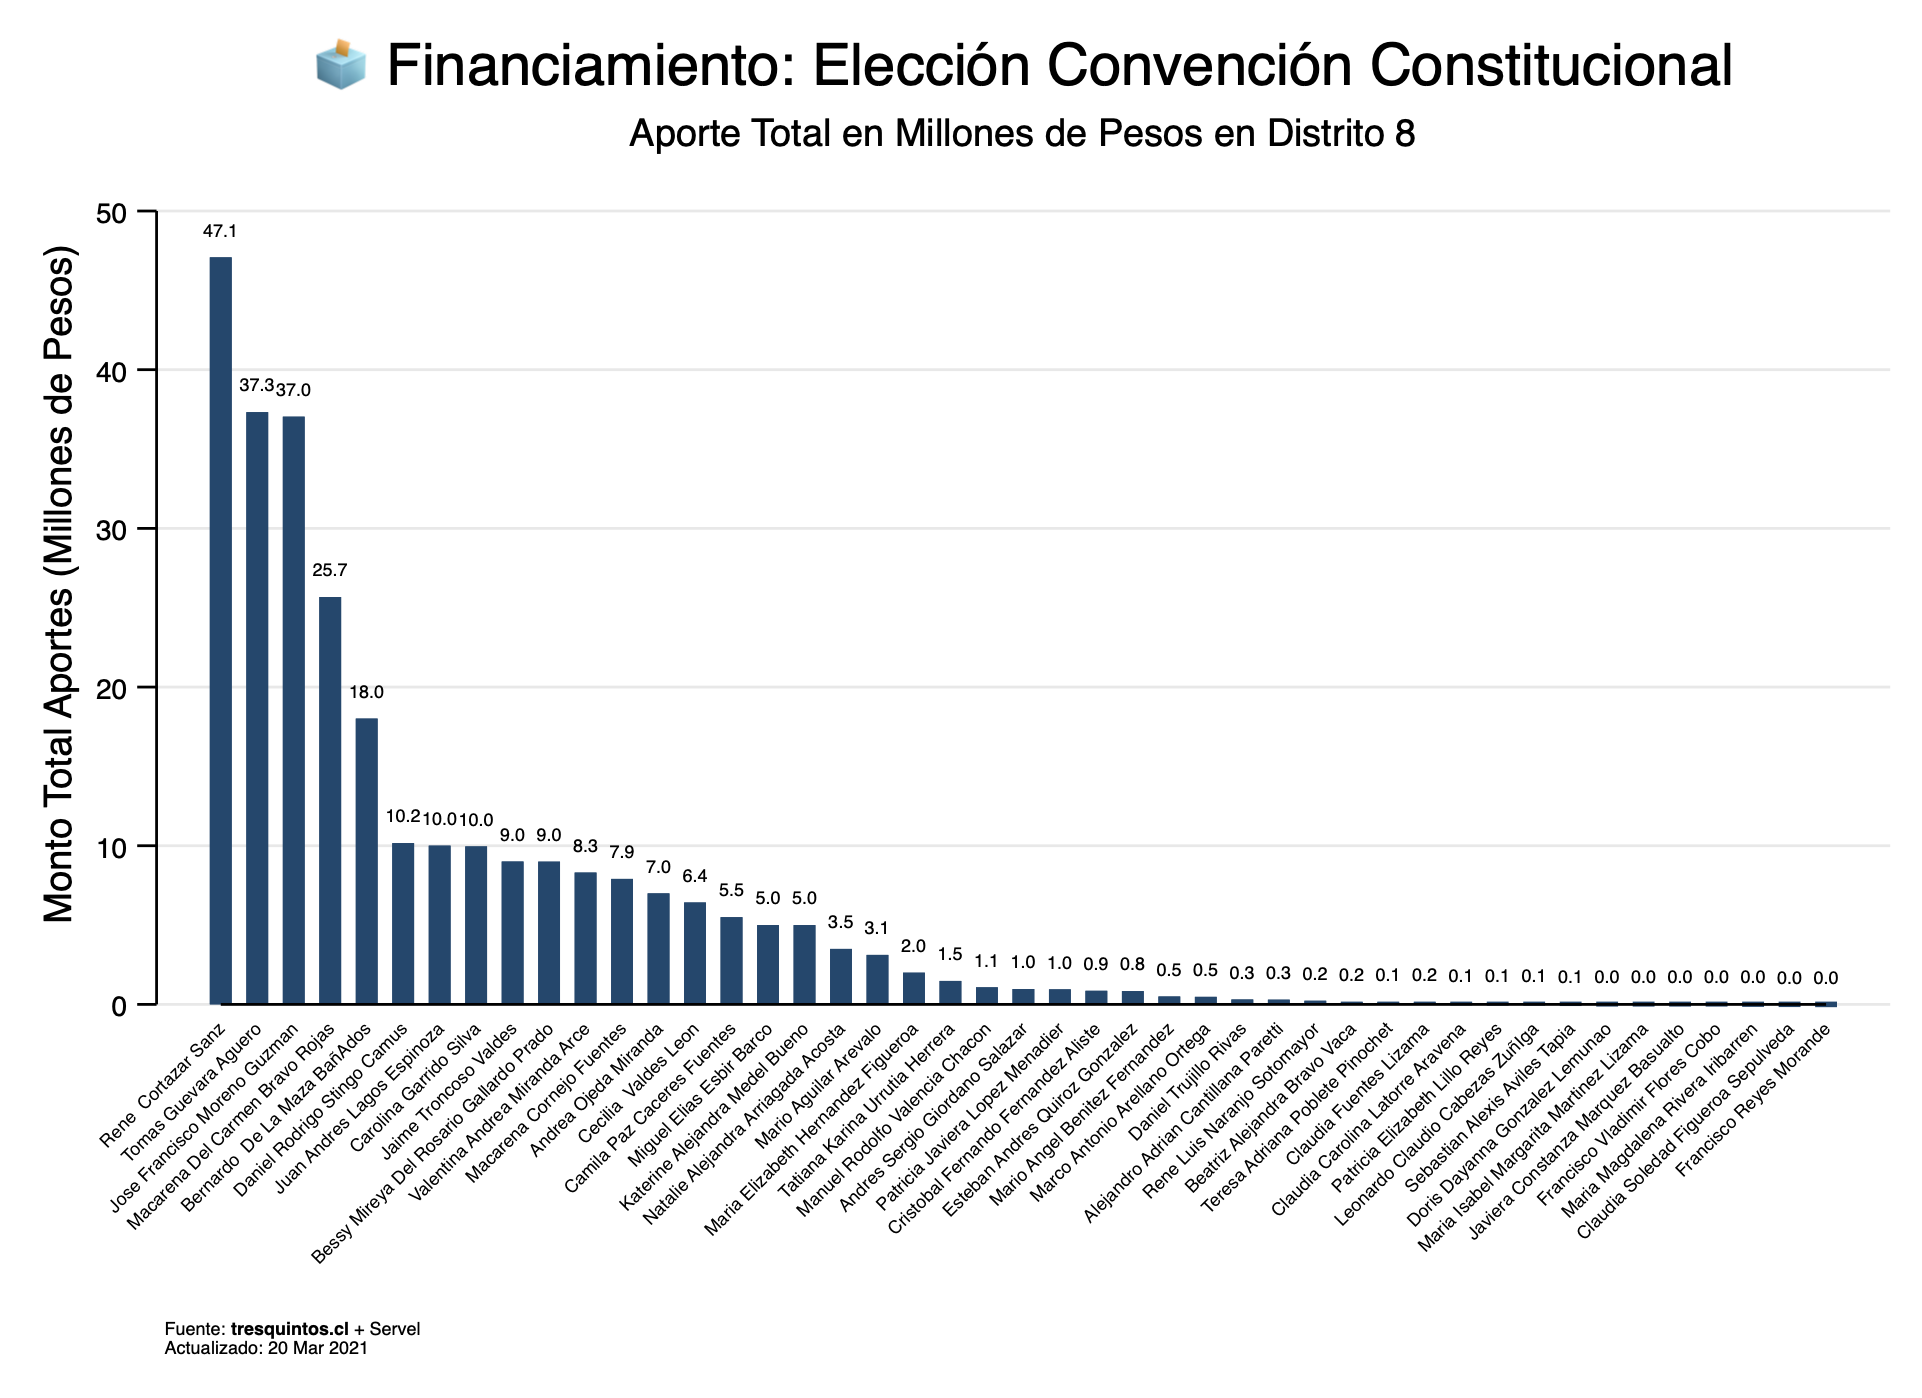 Financiamiento: Elección Convención Constitucional
Aporte Total en Millones de Pesos en Distrito 8
Monto Total Aportes (Millones de Pesos)
50
40
30
20
10
0
47.1
37.3
37.0
25.7
18.0
10.2
10.0
10.0
9.0
9.0
8.3
7.9
7.0
6.4
5.5
5.0
5.0
3.5
3.1
2.0
1.5
1.1
1.0
1.0
0.9
0.8
0.5
0.5
0.3
0.3
0.2
0.2
0.1
0.2
0.1
0.1
0.1
0.1
0.0
0.0
0.0
0.0
0.0
0.0
0.0
Rene Cortazar Sanz
Tomas Guevara Aguero
Jose Francisco Moreno Guzman
Macarena Del Carmen Bravo Rojas
Bernardo De La Maza BañAdos
Daniel Rodrigo Stingo Camus
Juan Andres Lagos Espinoza
Carolina Garrido Silva
Jaime Troncoso Valdes
Bessy Mireya Del Rosario Gallardo Prado
Valentina Andrea Miranda Arce
Macarena Cornejo Fuentes
Andrea Ojeda Miranda
Cecilia Valdes Leon
Camila Paz Caceres Fuentes
Miguel Elias Esbir Barco
Katerine Alejandra Medel Bueno
Natalie Alejandra Arriagada Acosta
Mario Aguilar Arevalo
Maria Elizabeth Hernandez Figueroa
Tatiana Karina Urrutia Herrera
Manuel Rodolfo Valencia Chacon
Andres Sergio Giordano Salazar
Patricia Javiera Lopez Menadier
Cristobal Fernando Fernandez Aliste
Esteban Andres Quiroz Gonzalez
Mario Angel Benitez Fernandez
Marco Antonio Arellano Ortega
Daniel Trujillo Rivas
Alejandro Adrian Cantillana Paretti
Rene Luis Naranjo Sotomayor
Beatriz Alejandra Bravo Vaca
Teresa Adriana Poblete Pinochet
Claudia Fuentes Lizama
Claudia Carolina Latorre Aravena
Patricia Elizabeth Lillo Reyes
Leonardo Claudio Cabezas ZuñIga
Sebastian Alexis Aviles Tapia
Doris Dayanna Gonzalez Lemunao
Maria Isabel Margarita Martinez Lizama
Javiera Constanza Marquez Basualto
Francisco Vladimir Flores Cobo
Maria Magdalena Rivera Iribarren
Claudia Soledad Figueroa Sepulveda
Francisco Reyes Morande
Fuente: tresquintos.cl + Servel
Actualizado: 20 Mar 2021